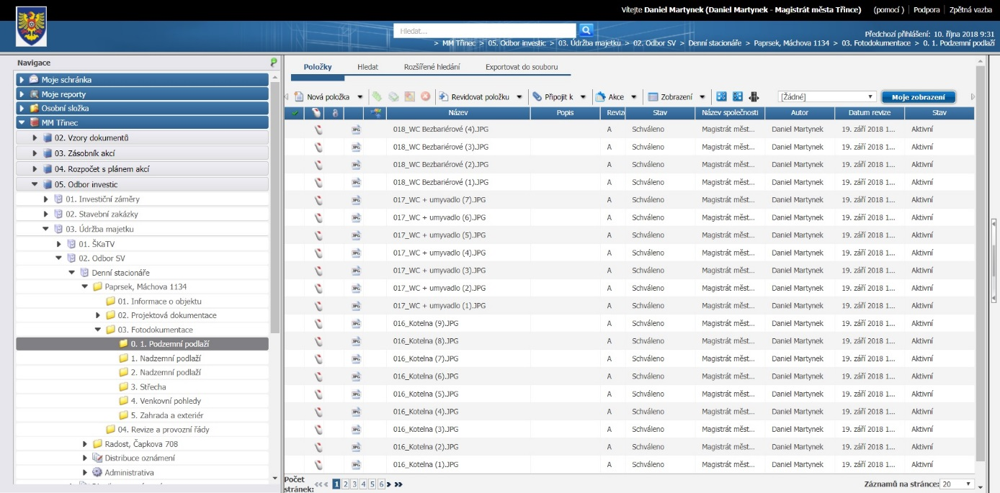 Vítejte Daniel Martynek (Daniel Martynek - Magistrát města Třince) (pomocí ) Podpora Zpětná vazba
Hledat...
Předchozí přihlášení: 10. října 2018 9:31
> MM Třinec > 05. Odbor investic > 03. Údržba majetku > 02. Odbor SV > Denní stacionáře > Paprsek, Máchova 1134 > 03. Fotodokumentace > 0. 1. Podzemní podlaží
Navigace
Moje schránka
Moje reporty
Osobní složka
MM Třinec
02. Vzory dokumentů
03. Zásobník akcí
04. Rozpočet s plánem akcí
05. Odbor investic
01. Investiční záměry
02. Stavební zakázky
03. Údržba majetku
01. ŠKaTV
02. Odbor SV
Denní stacionáře
Paprsek, Máchova 1134
01. Informace o objektu
02. Projektová dokumentace
03. Fotodokumentace
0. 1. Podzemní podlaží
1. Nadzemní podlaží
2. Nadzemní podlaží
3. Střecha
4. Venkovní pohledy
5. Zahrada a exteriér
04. Revize a provozní řády
Radost, Čapkova 708
Distribuce oznámení
Administrativa
Položky Hledat Rozšířené hledání Exportovat do souboru
Nová položka Revidovat položku Připojit k Akce Zobrazení [Žádné] Moje zobrazení
Název Popis Reviz Stav Název společnosti Autor Datum revize Stav
018_WC Bezbariérové (4).JPG A Schváleno Magistrát měst... Daniel Martynek 19. září 2018 1... Aktivní
018_WC Bezbariérové (3).JPG A Schváleno Magistrát měst... Daniel Martynek 19. září 2018 1... Aktivní
018_WC Bezbariérové (2).JPG A Schváleno Magistrát měst... Daniel Martynek 19. září 2018 1... Aktivní
018_WC Bezbariérové (1).JPG A Schváleno Magistrát měst... Daniel Martynek 19. září 2018 1... Aktivní
017_WC + umyvadlo (7).JPG A Schváleno Magistrát měst... Daniel Martynek 19. září 2018 1... Aktivní
017_WC + umyvadlo (6).JPG A Schváleno Magistrát měst... Daniel Martynek 19. září 2018 1... Aktivní
017_WC + umyvadlo (5).JPG A Schváleno Magistrát měst... Daniel Martynek 19. září 2018 1... Aktivní
017_WC + umyvadlo (4).JPG A Schváleno Magistrát měst... Daniel Martynek 19. září 2018 1... Aktivní
017_WC + umyvadlo (3).JPG A Schváleno Magistrát měst... Daniel Martynek 19. září 2018 1... Aktivní
017_WC + umyvadlo (2).JPG A Schváleno Magistrát měst... Daniel Martynek 19. září 2018 1... Aktivní
017_WC + umyvadlo (1).JPG A Schváleno Magistrát měst... Daniel Martynek 19. září 2018 1... Aktivní
016_Kotelna (9).JPG A Schváleno Magistrát měst... Daniel Martynek 19. září 2018 1... Aktivní
016_Kotelna (8).JPG A Schváleno Magistrát měst... Daniel Martynek 19. září 2018 1... Aktivní
016_Kotelna (7).JPG A Schváleno Magistrát měst... Daniel Martynek 19. září 2018 1... Aktivní
016_Kotelna (6).JPG A Schváleno Magistrát měst... Daniel Martynek 19. září 2018 1... Aktivní
016_Kotelna (5).JPG A Schváleno Magistrát měst... Daniel Martynek 19. září 2018 1... Aktivní
016_Kotelna (4).JPG A Schváleno Magistrát měst... Daniel Martynek 19. září 2018 1... Aktivní
016_Kotelna (3).JPG A Schváleno Magistrát měst... Daniel Martynek 19. září 2018 1... Aktivní
016_Kotelna (2).JPG A Schváleno Magistrát měst... Daniel Martynek 19. září 2018 1... Aktivní
016_Kotelna (1).JPG A Schváleno Magistrát měst... Daniel Martynek 19. září 2018 1... Aktivní
Počet stránek: 1 2 3 4 5 6 Záznamů na stránce: 20